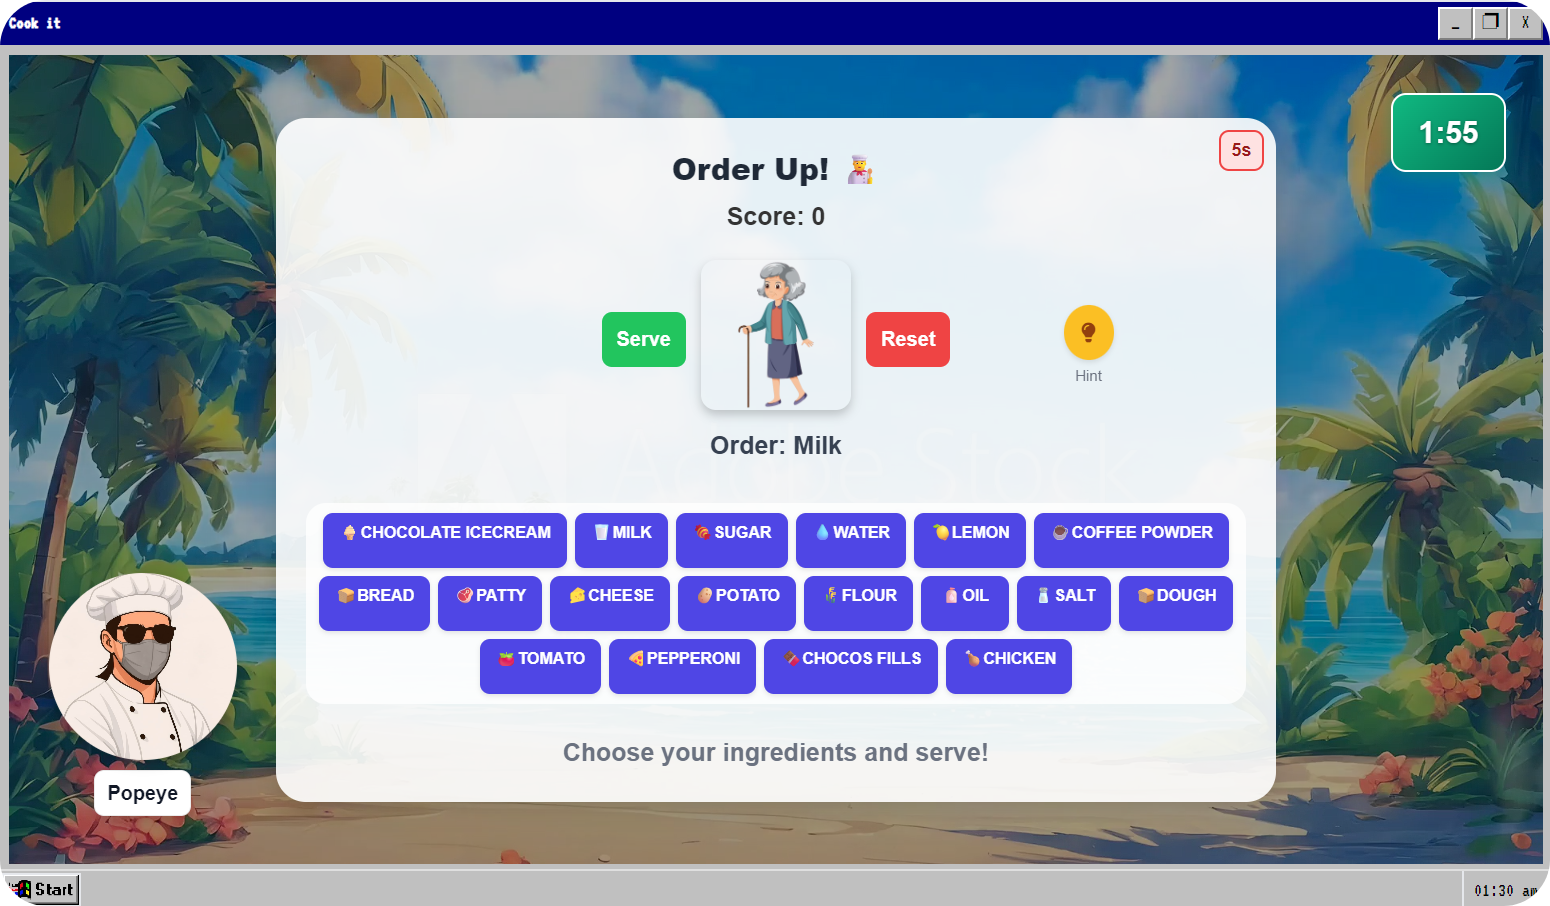 Cook it
1:55
5s
Order Up!
Score: 0
Serve
Reset
Hint
Order: Milk
CHOCOLATE ICECREAM MILK SUGAR WATER LEMON COFFEE POWDER
BREAD PATTY CHEESE POTATO FLOUR OIL SALT DOUGH
TOMATO PEPPERONI CHOCOS FILLS CHICKEN
Choose your ingredients and serve!
Popeye
Start
01:30 am